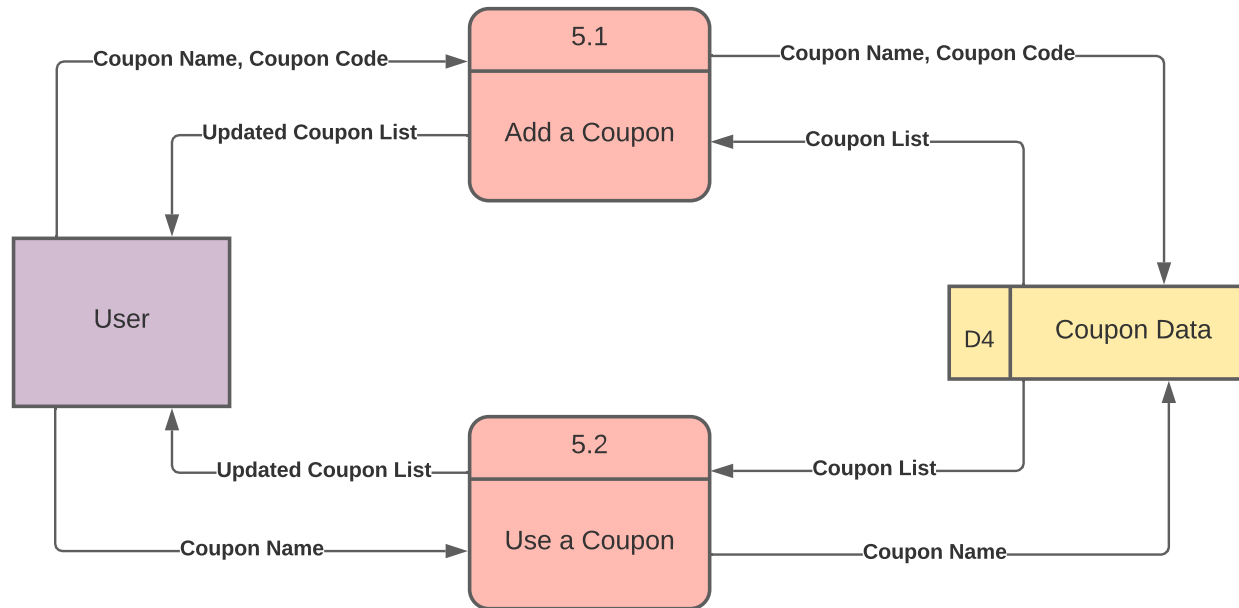 5.1
Coupon Name, Coupon Code
Coupon Name, Coupon Code
Add a Coupon
Updated Coupon List
Coupon List
User
D4
Coupon Data
5.2
Updated Coupon List
Coupon List
Use a Coupon
Coupon Name
Coupon Name